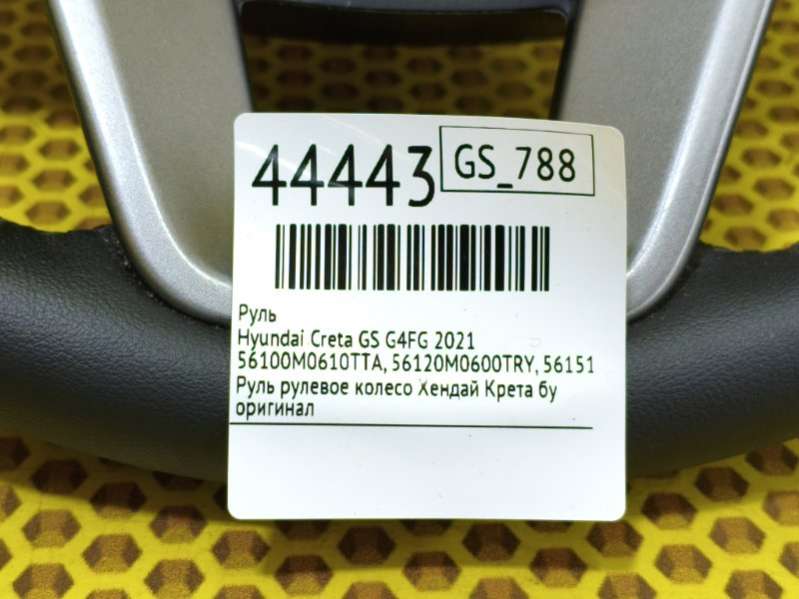 44443 GS_788
Руль
Hyundai Creta GS G4FG 2021
56100M0610TTA, 56120M0600TRY, 56151
Руль рулевое колесо Хендай Крета бу
оригинал